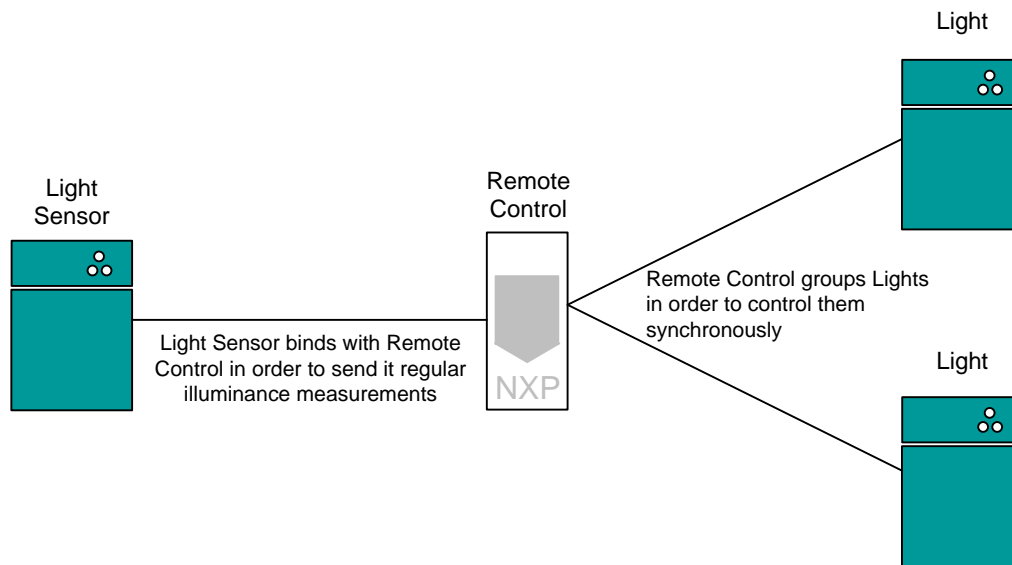 Light
Light
Sensor
Remote
Control
Remote Control groups Lights
in order to control them
synchronously
Light Sensor binds with Remote
Control in order to send it regular
illuminance measurements
NXP
Light